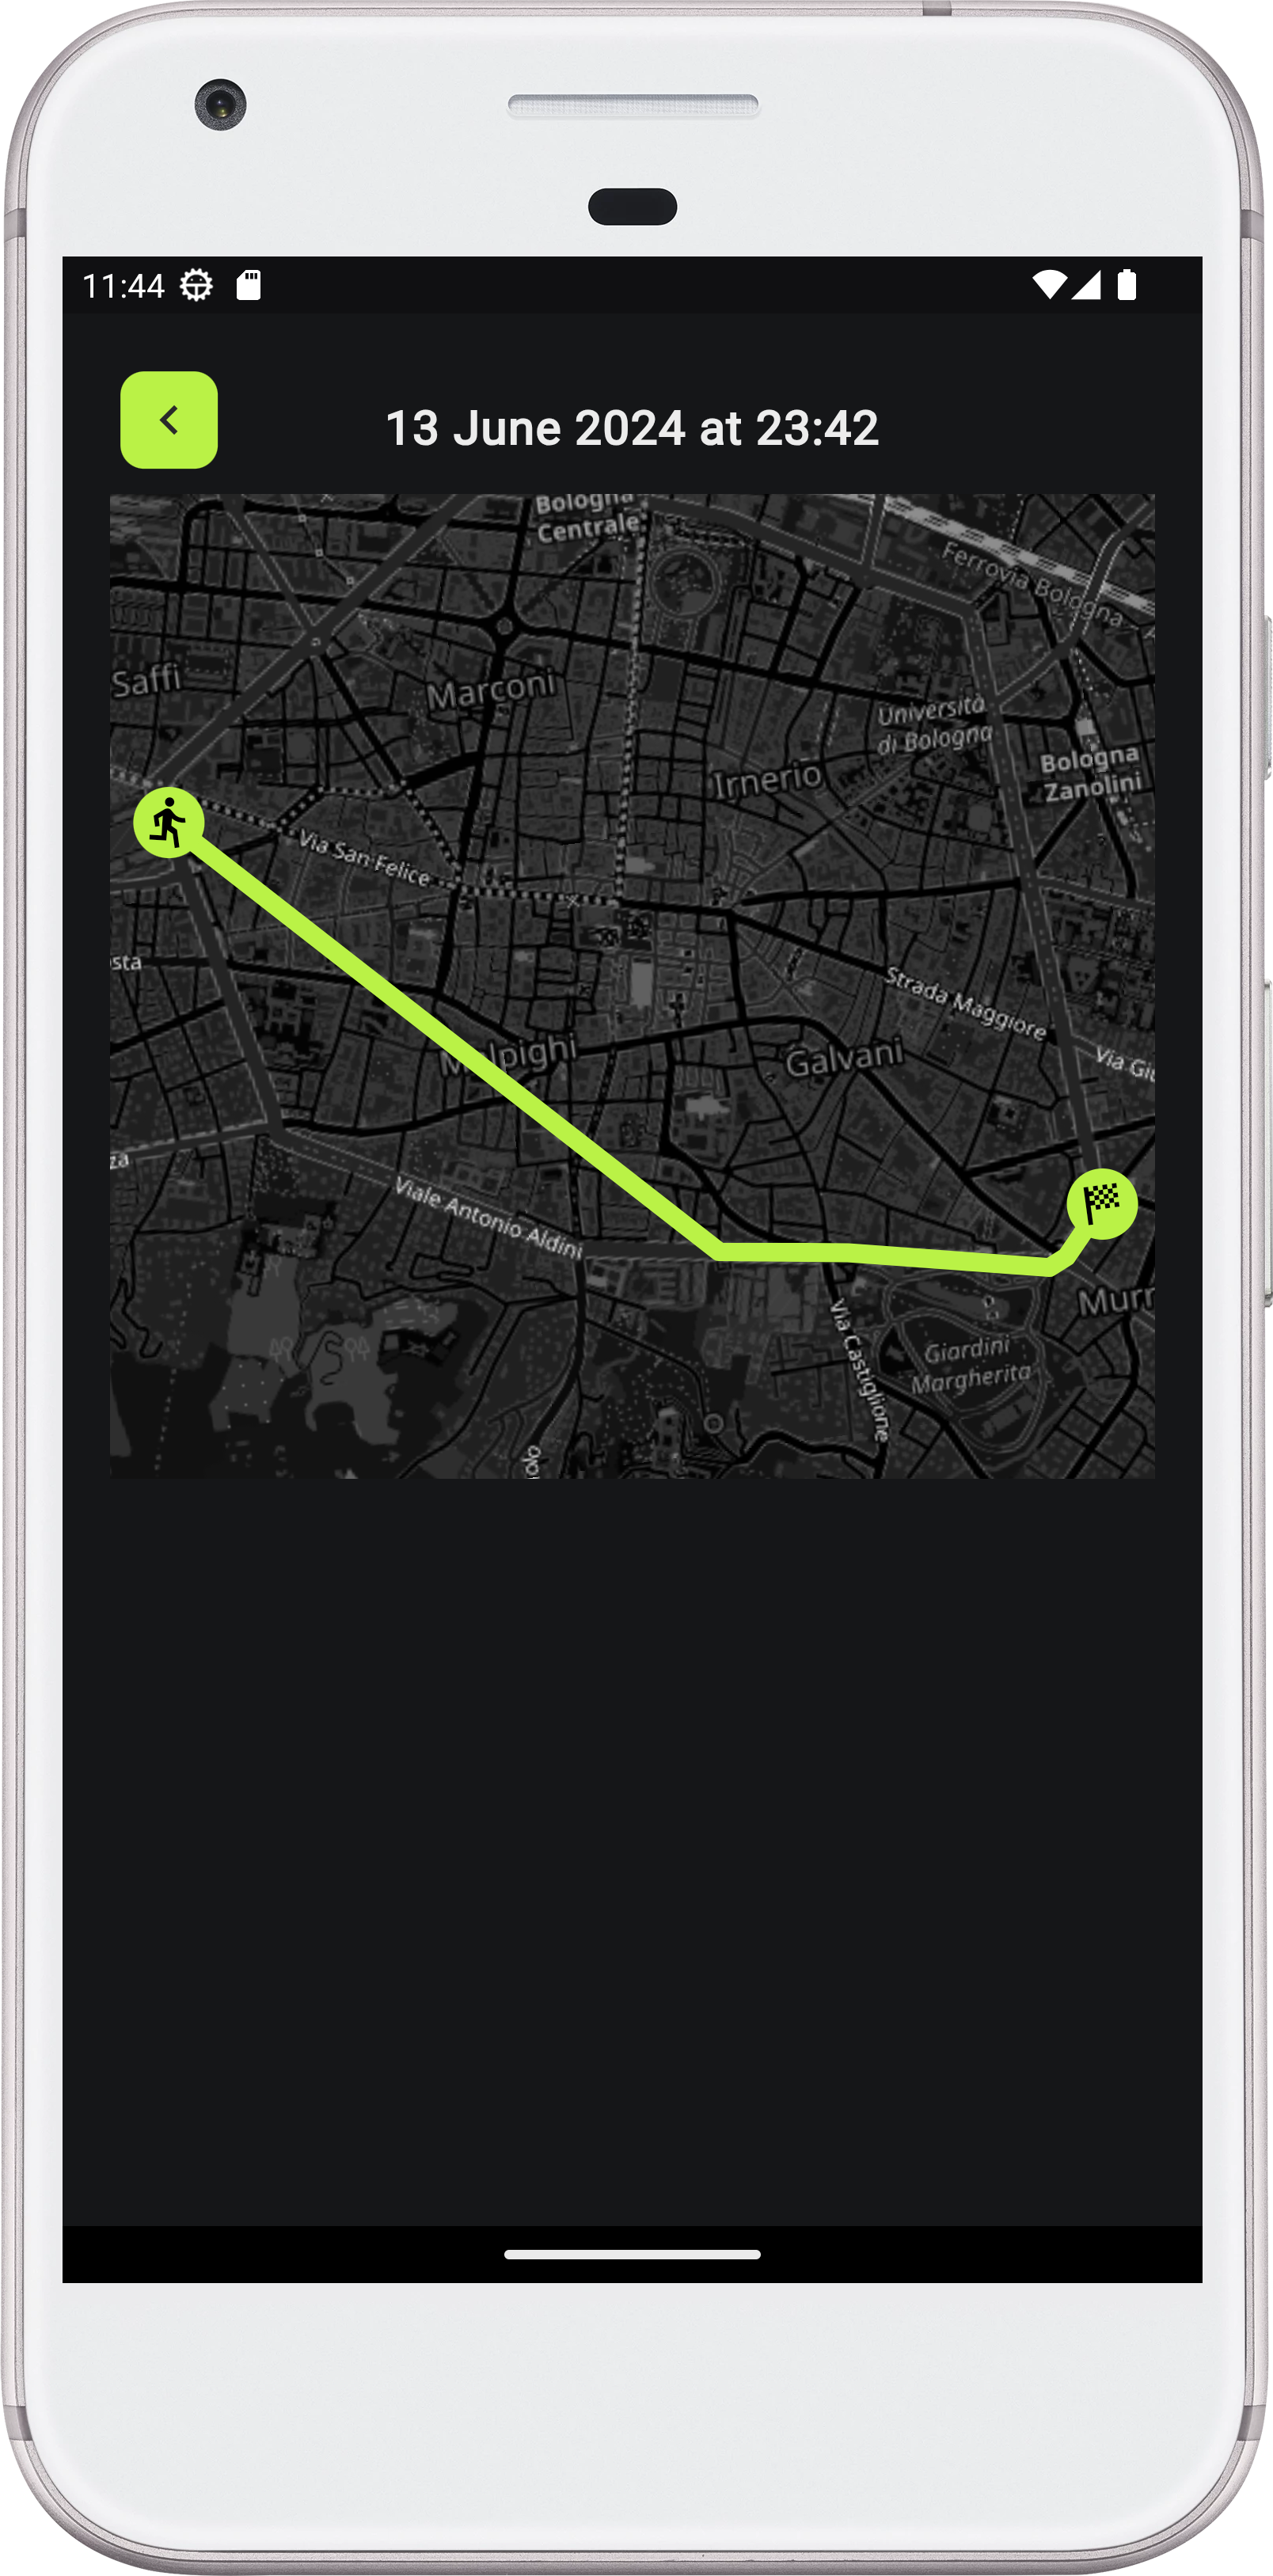 11:44
13 June 2024 at 23:42
Bologna
Centrale
Ferrovia Bologna - A
Saffi
Marconi
Università
di Bologna
Bologna
Zanolini
Irnerio
Via San Felice
sta
Strada Maggiore
Malpighi
Galvani
Via Giu
za
Viale Antonio Aldini
Murr
Via Castiglione
Giardini
Margherita
olo